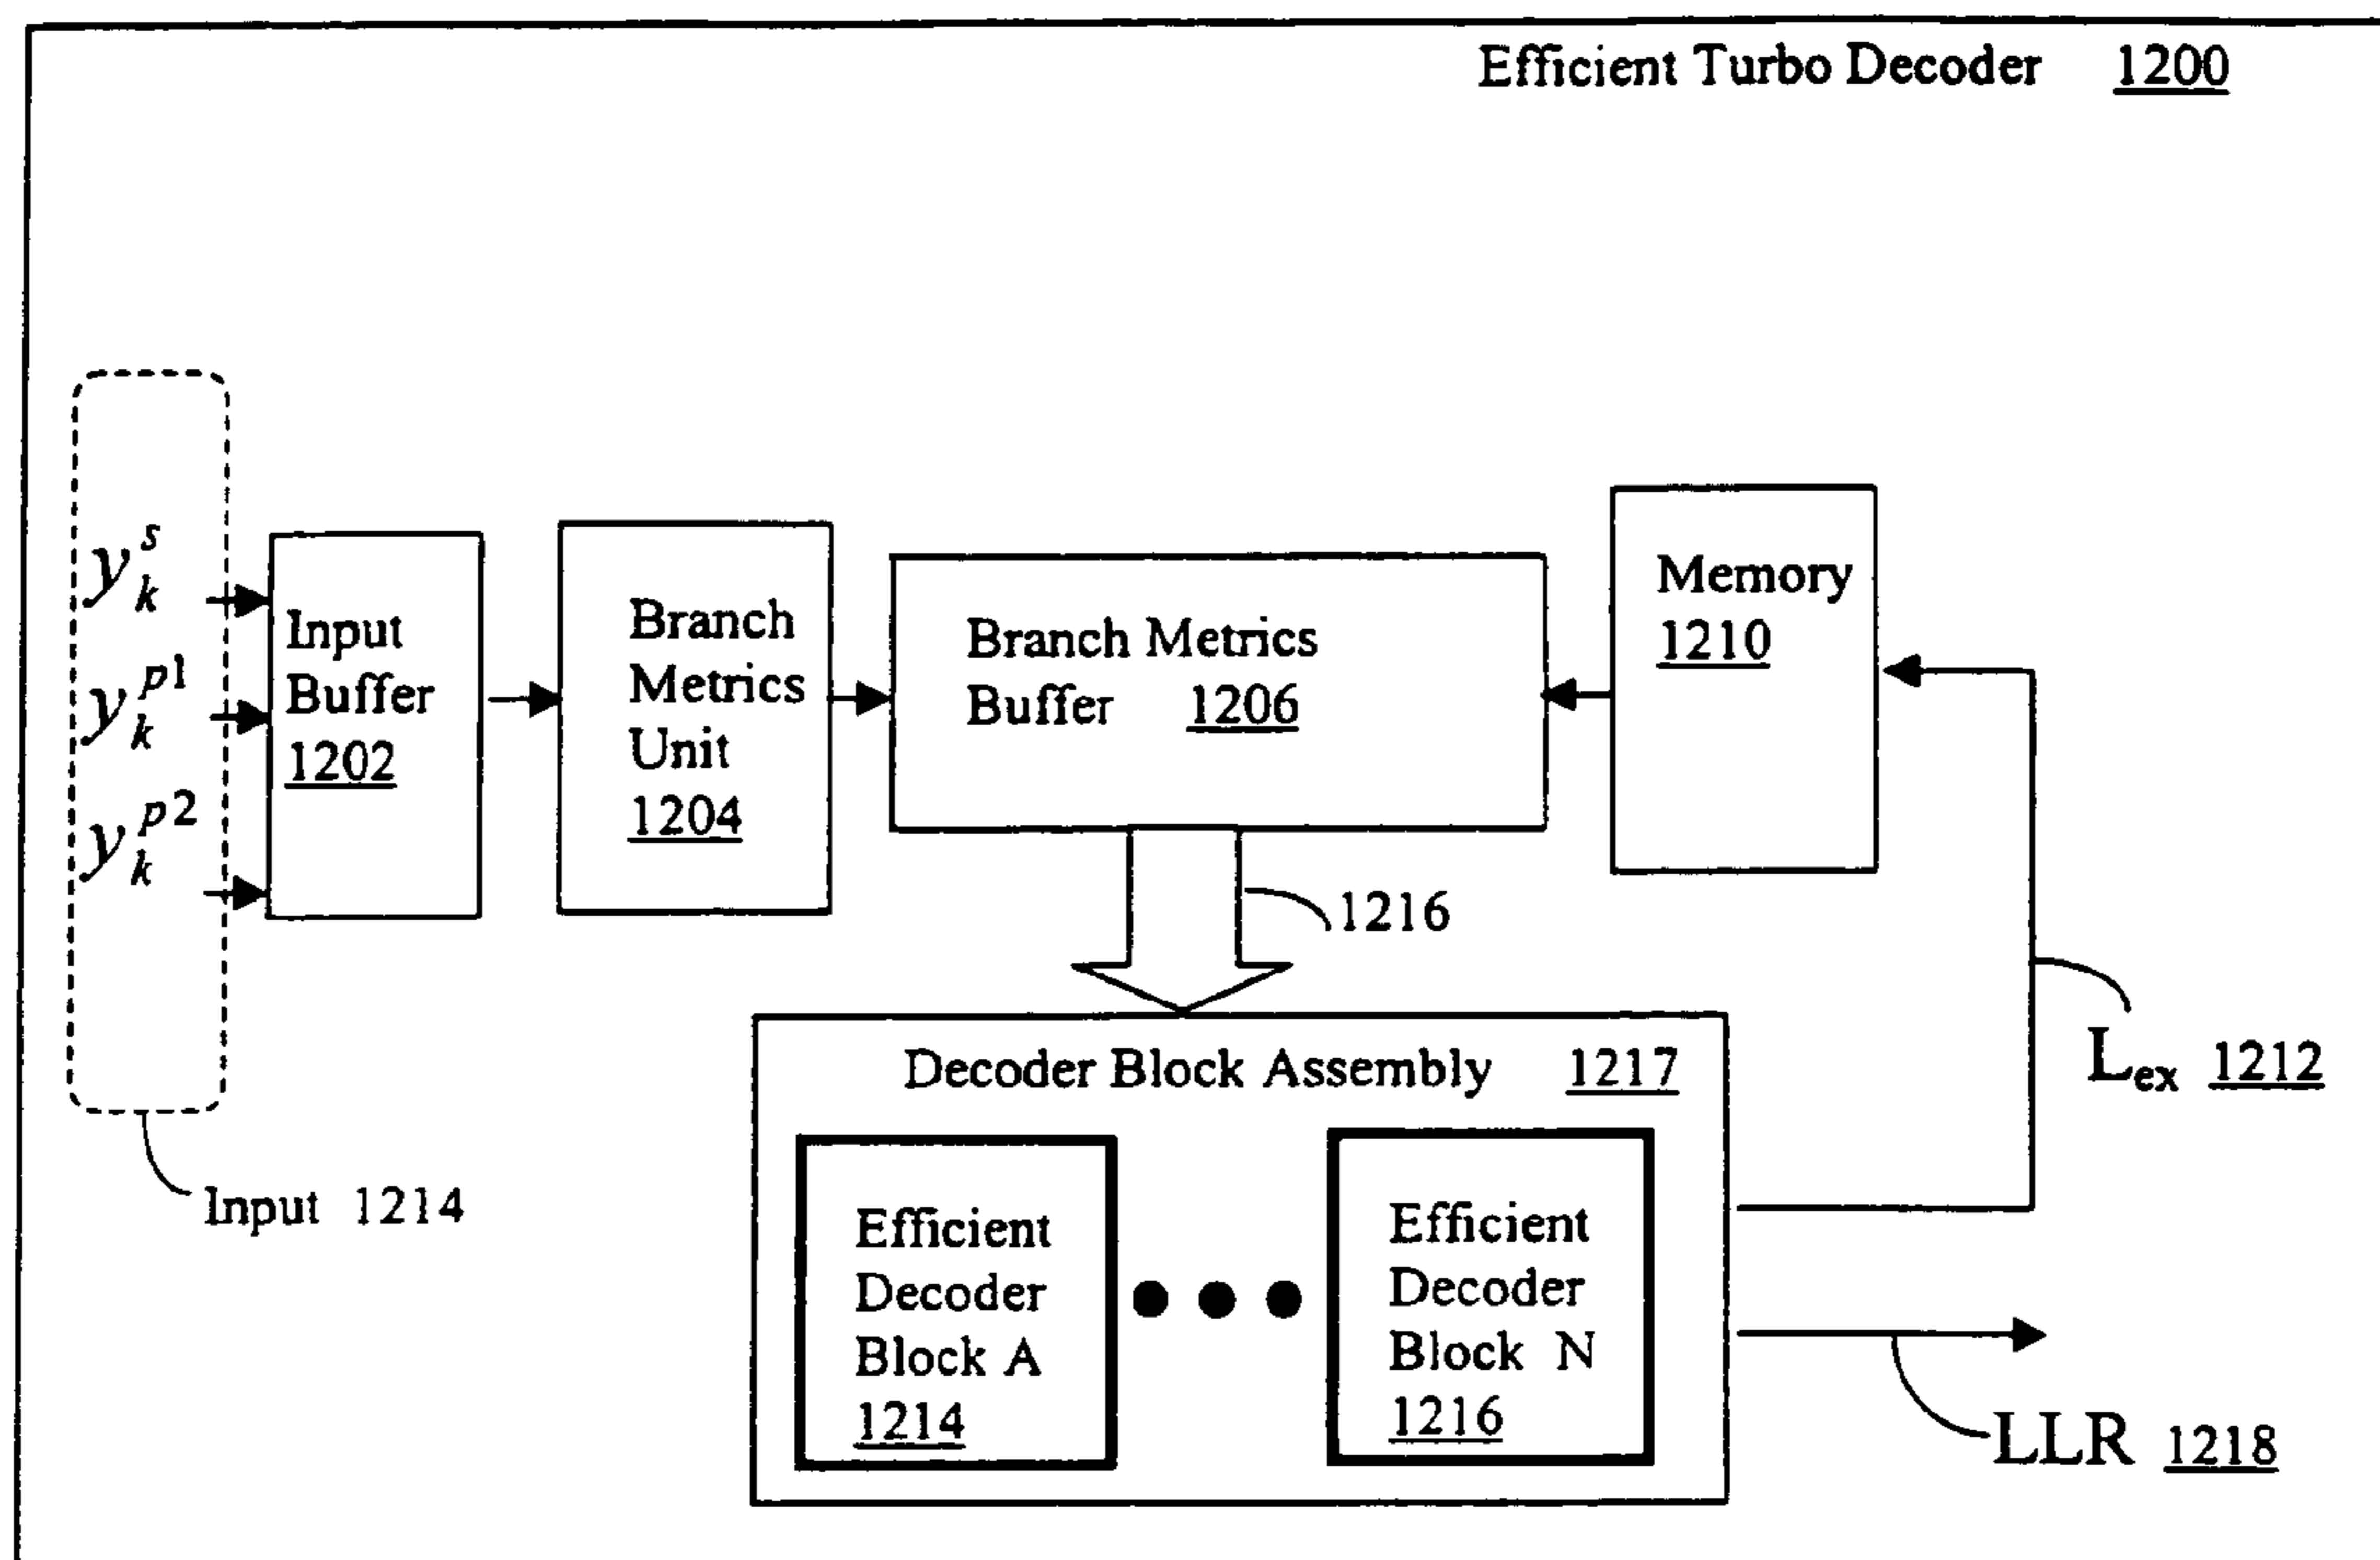 Efficient Turbo Decoder 1200
y_k^s
y_k^{p1}
y_k^{p2}
Input
Buffer
1202
Branch
Metrics
Unit
1204
Branch Metrics
Buffer 1206
Memory
1210
1216
L_ex 1212
Input 1214
Decoder Block Assembly 1217
Efficient
Decoder
Block A
1214
Efficient
Decoder
Block N
1216
LLR 1218